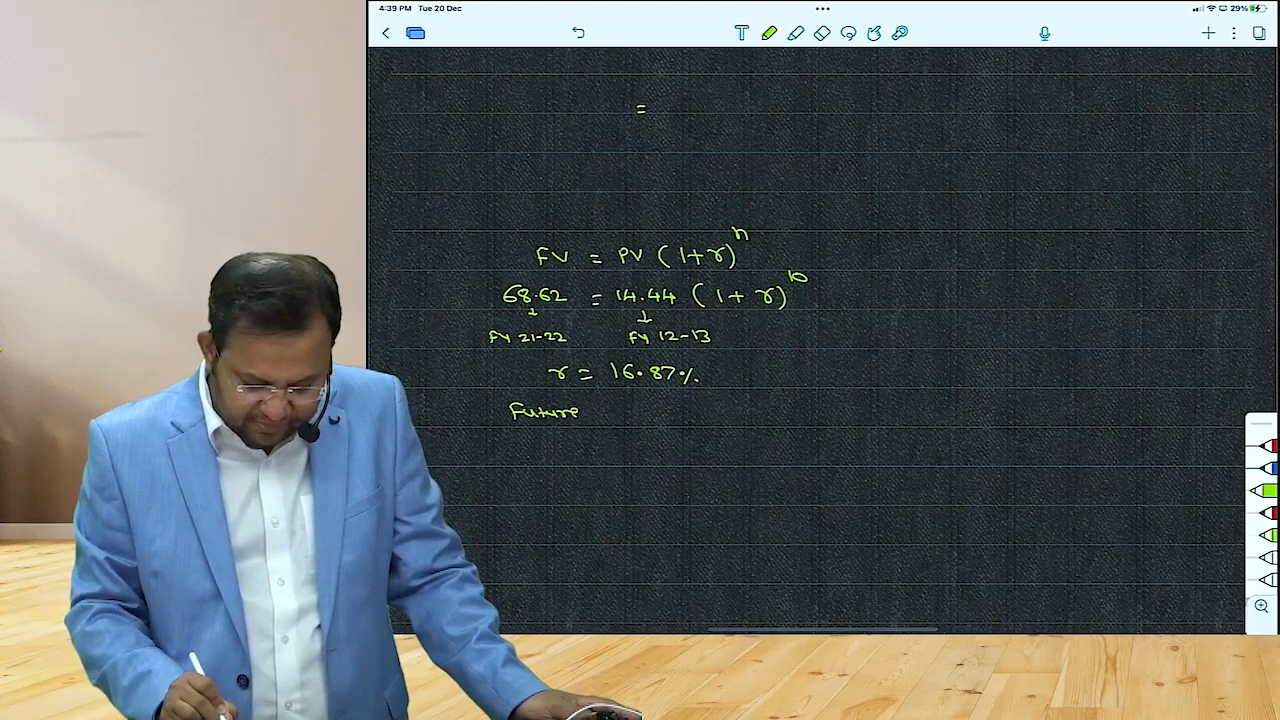 4:39 PM Tue 20 Dec
29%
T
=
FV = PV (1+r)^n
68.62 = 14.44 (1+r)^10
↓ ↓
FY 21-22 FY 12-13
r = 16.87%
Future